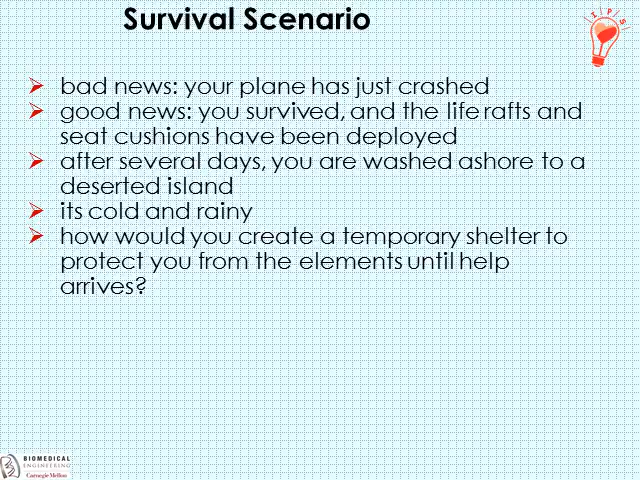 Survival Scenario
I P S
bad news: your plane has just crashed
good news: you survived, and the life rafts and
seat cushions have been deployed
after several days, you are washed ashore to a
deserted island
its cold and rainy
how would you create a temporary shelter to
protect you from the elements until help
arrives?
BIOMEDICAL
ENGINEERING
Carnegie Mellon